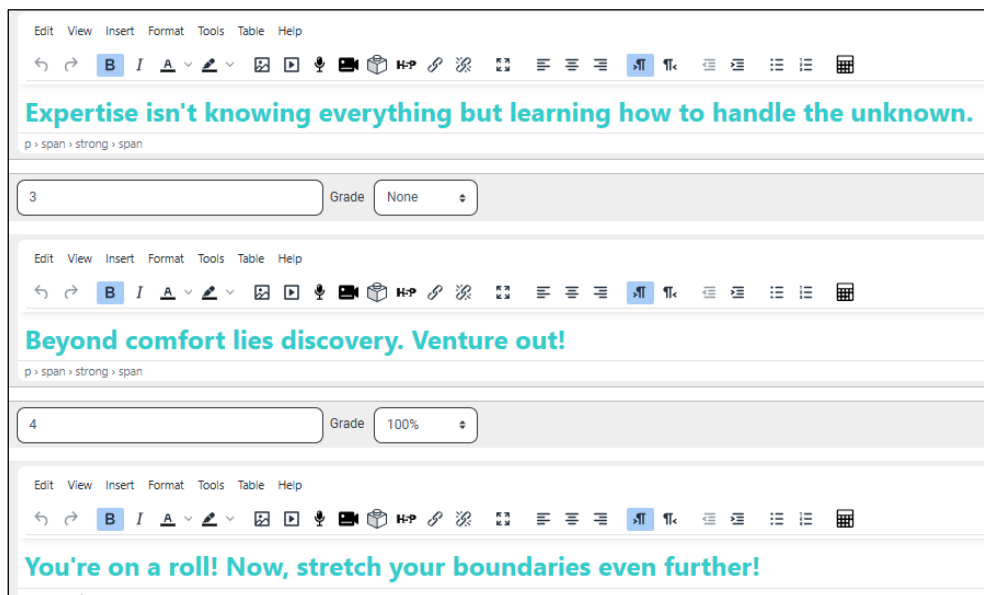 Edit View Insert Format Tools Table Help
B I A H-P
Expertise isn't knowing everything but learning how to handle the unknown.
p › span › strong › span
3 Grade None
Edit View Insert Format Tools Table Help
B I A H-P
Beyond comfort lies discovery. Venture out!
p › span › strong › span
4 Grade 100%
Edit View Insert Format Tools Table Help
B I A H-P
You're on a roll! Now, stretch your boundaries even further!